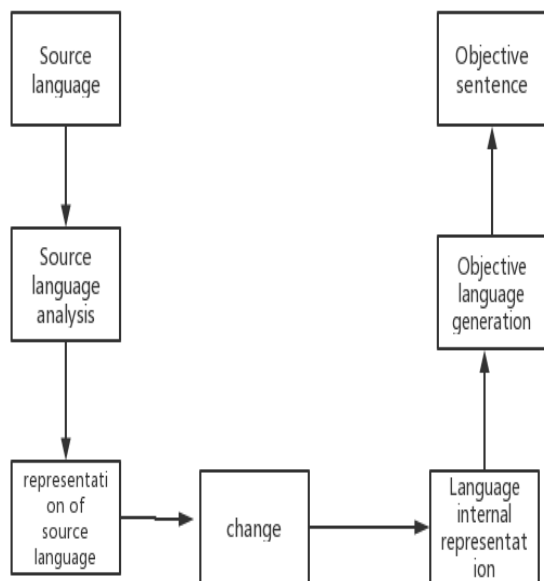 Source
language
Source
language
analysis
representati
on of
source
language
change
Language
internal
representat
ion
Objective
language
generation
Objective
sentence